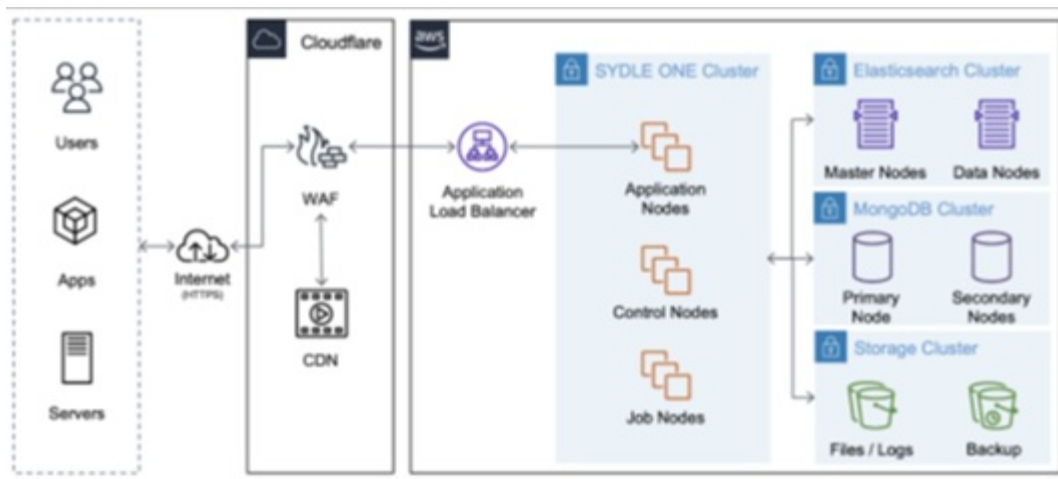 Users
Apps
Servers
Internet
(HTTPS)
Cloudflare
WAF
CDN
aws
Application
Load Balancer
SYDLE ONE Cluster
Application
Nodes
Control Nodes
Job Nodes
Elasticsearch Cluster
Master Nodes
Data Nodes
MongoDB Cluster
Primary
Node
Secondary
Nodes
Storage Cluster
Files / Logs
Backup